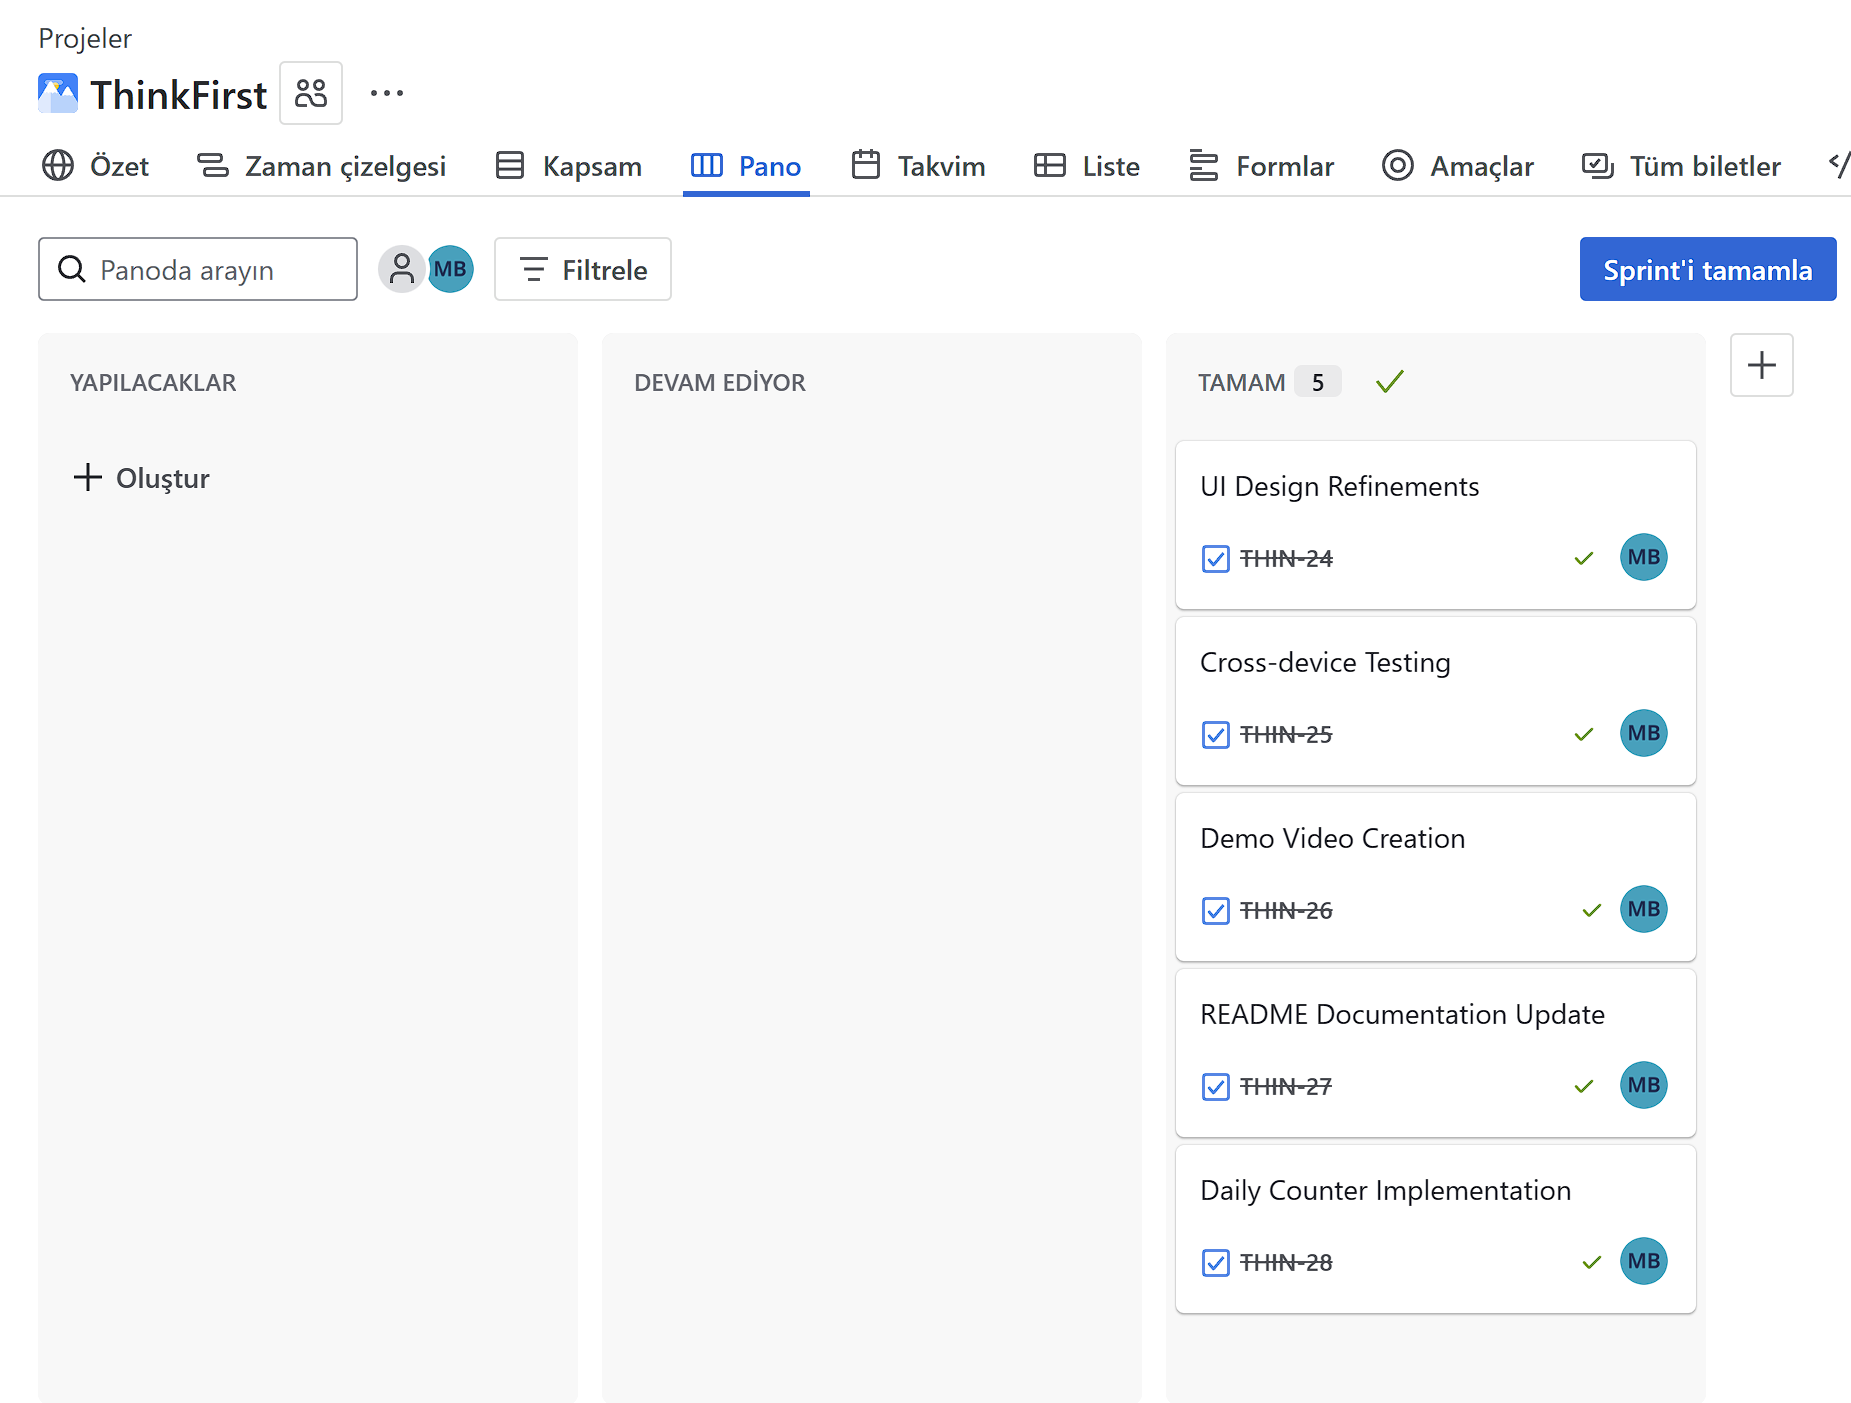 Projeler
ThinkFirst
Özet Zaman çizelgesi Kapsam Pano Takvim Liste Formlar Amaçlar Tüm biletler
Panoda arayın MB Filtrele Sprint'i tamamla
YAPILACAKLAR DEVAM EDİYOR TAMAM 5
Oluştur
UI Design Refinements
THIN-24 MB
Cross-device Testing
THIN-25 MB
Demo Video Creation
THIN-26 MB
README Documentation Update
THIN-27 MB
Daily Counter Implementation
THIN-28 MB